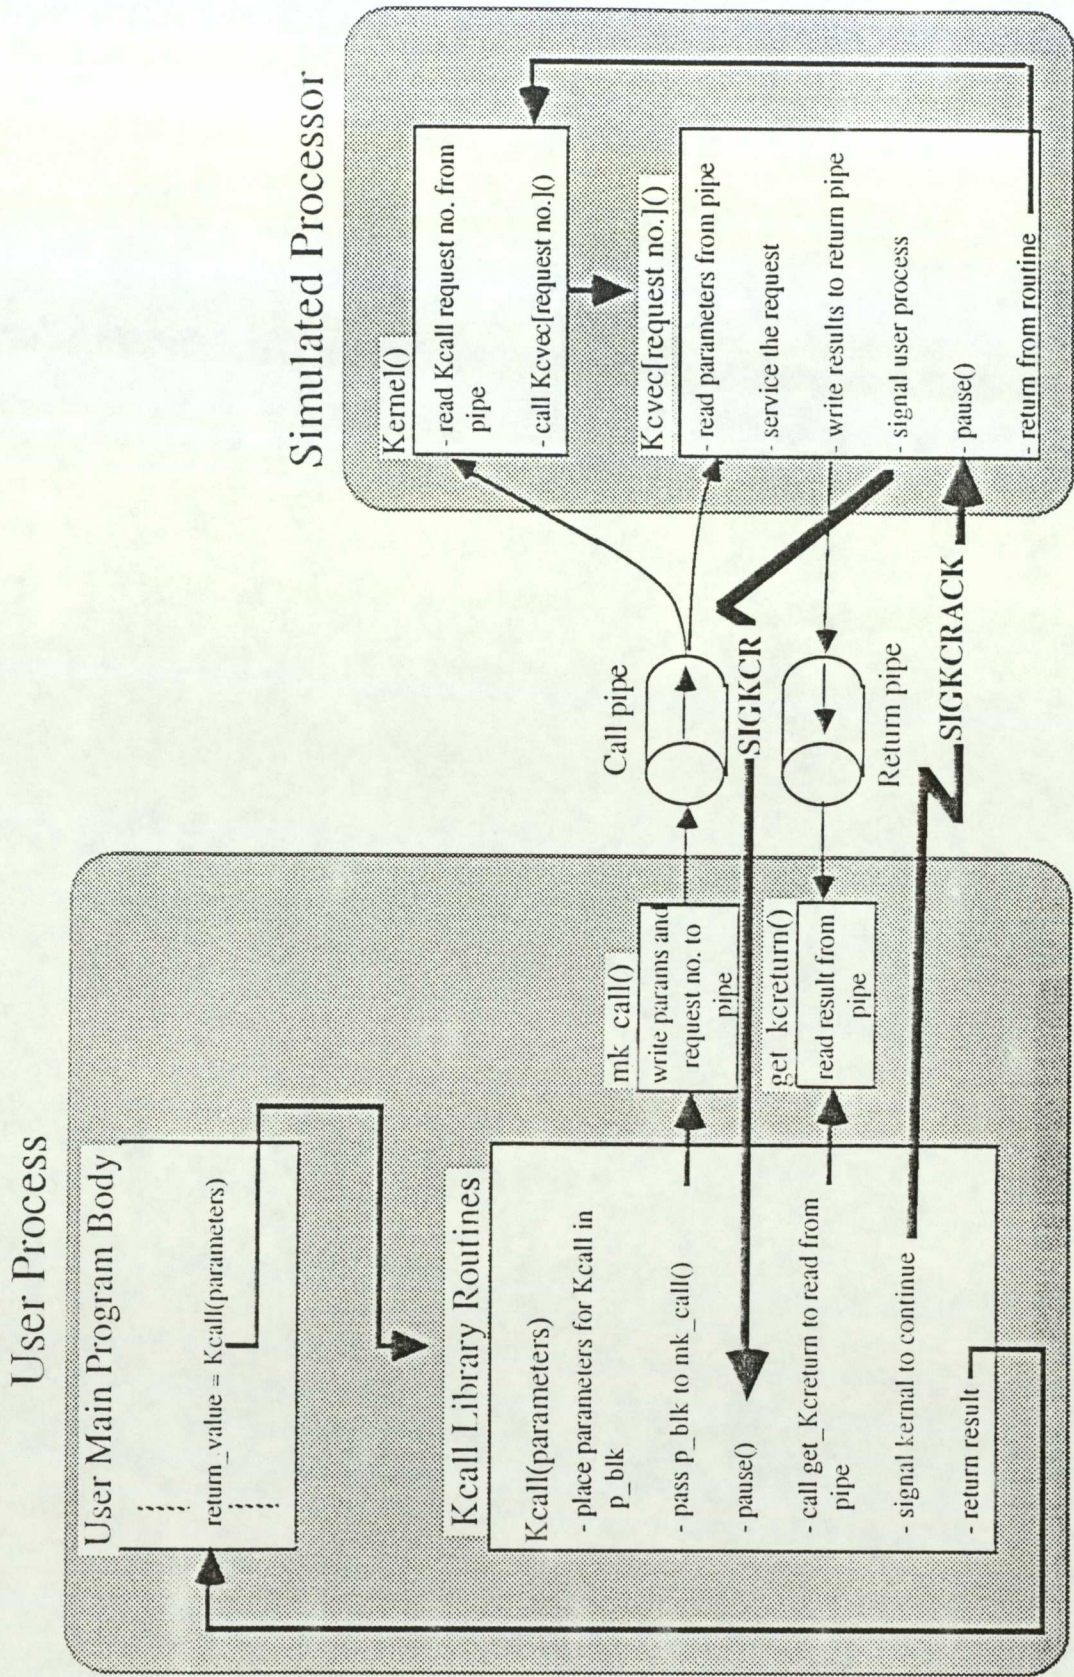 User Process
User Main Program Body
return_value = Kcall(parameters)
Kcall Library Routines
Kcall(parameters)
- place parameters for Kcall in
p_blk
- pass p_blk to mk_call()
- pause()
- call get_Kcreturn to read from
pipe
- signal kernal to continue
- return result
mk_call()
write params and
request no. to
pipe
get_kcreturn()
read result from
pipe
Call pipe
SIGKCR
Return pipe
SIGKCRACK
Simulated Processor
Kernel()
- read Kcall request no. from
pipe
- call Kcvec[request no.]()
Kcvec[request no.]()
- read parameters from pipe
- service the request
- write results to return pipe
- signal user process
- pause()
- return from routine